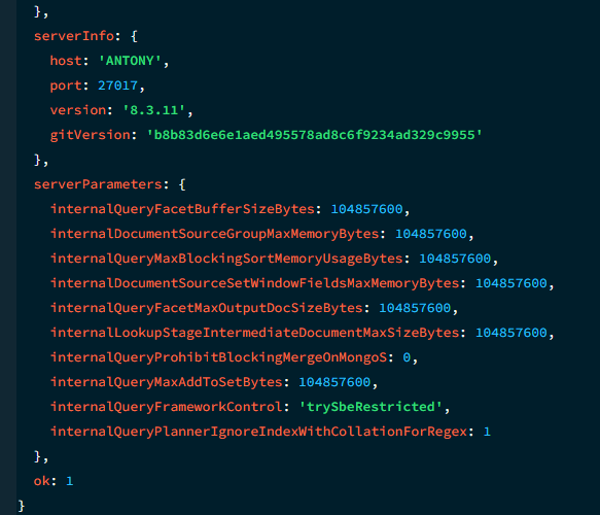 },
serverInfo: {
host: 'ANTONY',
port: 27017,
version: '8.3.11',
gitVersion: 'b8b83d6e6e1aed495578ad8c6f9234ad329c9955'
},
serverParameters: {
internalQueryFacetBufferSizeBytes: 104857600,
internalDocumentSourceGroupMaxMemoryBytes: 104857600,
internalQueryMaxBlockingSortMemoryUsageBytes: 104857600,
internalDocumentSourceSetWindowFieldsMaxMemoryBytes: 104857600,
internalQueryFacetMaxOutputDocSizeBytes: 104857600,
internalLookupStageIntermediateDocumentMaxSizeBytes: 104857600,
internalQueryProhibitBlockingMergeOnMongoS: 0,
internalQueryMaxAddToSetBytes: 104857600,
internalQueryFrameworkControl: 'trySbeRestricted',
internalQueryPlannerIgnoreIndexWithCollationForRegex: 1
},
ok: 1
}